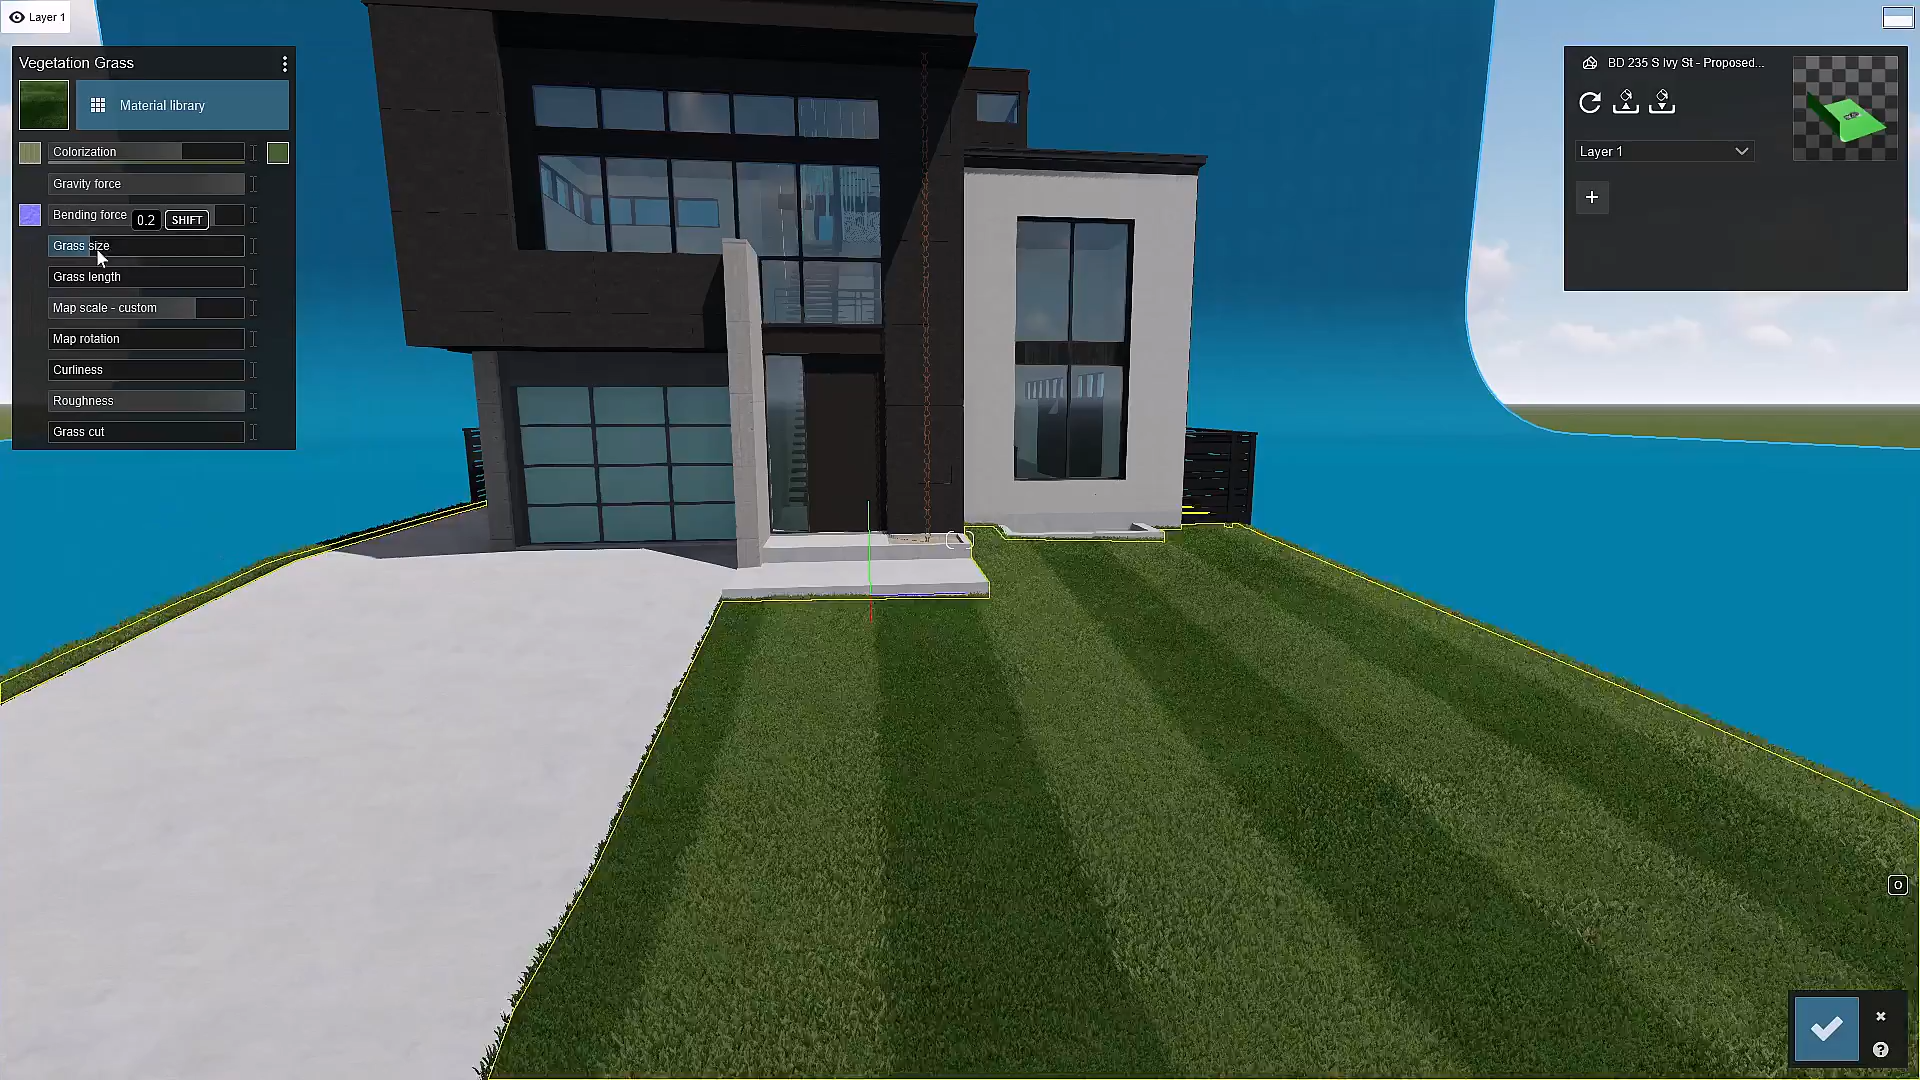 Layer 1
Vegetation Grass
Material library
Colorization
Gravity force
Bending force
0.2 SHIFT
Grass size
Grass length
Map scale - custom
Map rotation
Curliness
Roughness
Grass cut
BD 235 S Ivy St - Proposed...
Layer 1
O